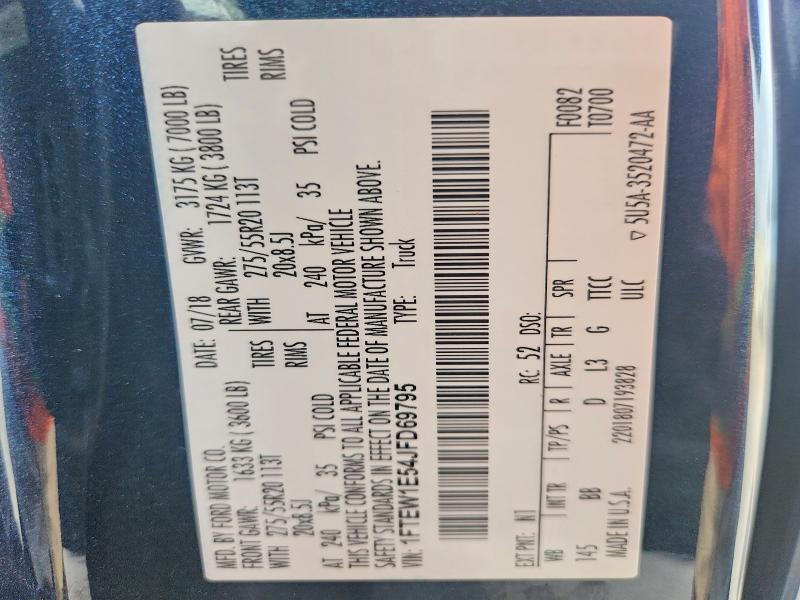 MFD. BY FORD MOTOR CO.
DATE: 07/18 GVWR: 3175 KG ( 7000 LB)
FRONT GAWR: 1633 KG (3600 LB) REAR GAWR: 1724 KG ( 3800 LB)
WITH 275/55R20 113T TIRES WITH 275/55R20 113T TIRES
20x8.5J RIMS 20x8.5J RIMS
AT 240 kPa/ 35 PSI COLD AT 240 kPa/ 35 PSI COLD
THIS VEHICLE CONFORMS TO ALL APPLICABLE FEDERAL MOTOR VEHICLE
SAFETY STANDARDS IN EFFECT ON THE DATE OF MANUFACTURE SHOWN ABOVE.
VIN: 1FTEW1E54JFD69795 TYPE: Truck
F0082
EXT PNT: N1 RC: 52 DSO: T0700
WB INT TR TP/PS R AXLE TR SPR
145 BB D L3 G TTCC
MADE IN U.S.A. 2201807193828 ULC ▽ 5U5A-3520472-AA